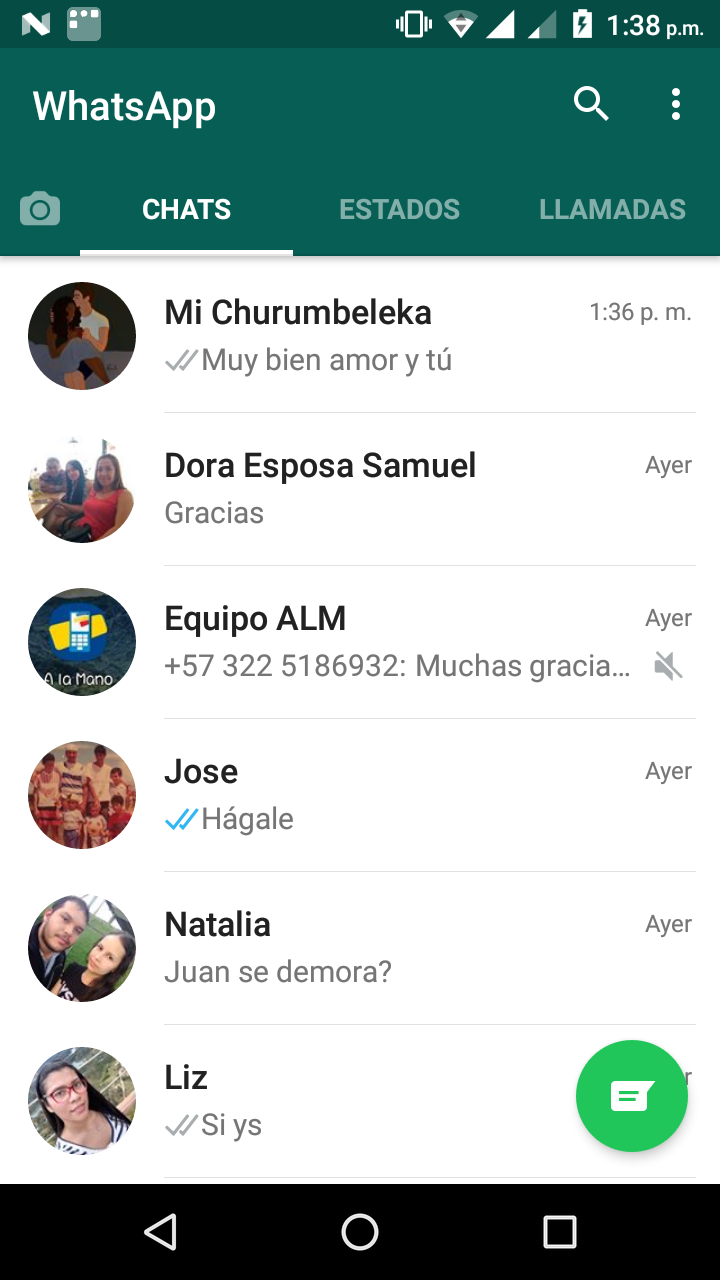 1:38 p.m.
WhatsApp
CHATS
ESTADOS
LLAMADAS
Mi Churumbeleka
1:36 p. m.
Muy bien amor y tú
Dora Esposa Samuel
Ayer
Gracias
A la Mano
Equipo ALM
Ayer
+57 322 5186932: Muchas gracia...
Jose
Ayer
Hágale
Natalia
Ayer
Juan se demora?
Liz
Si ys